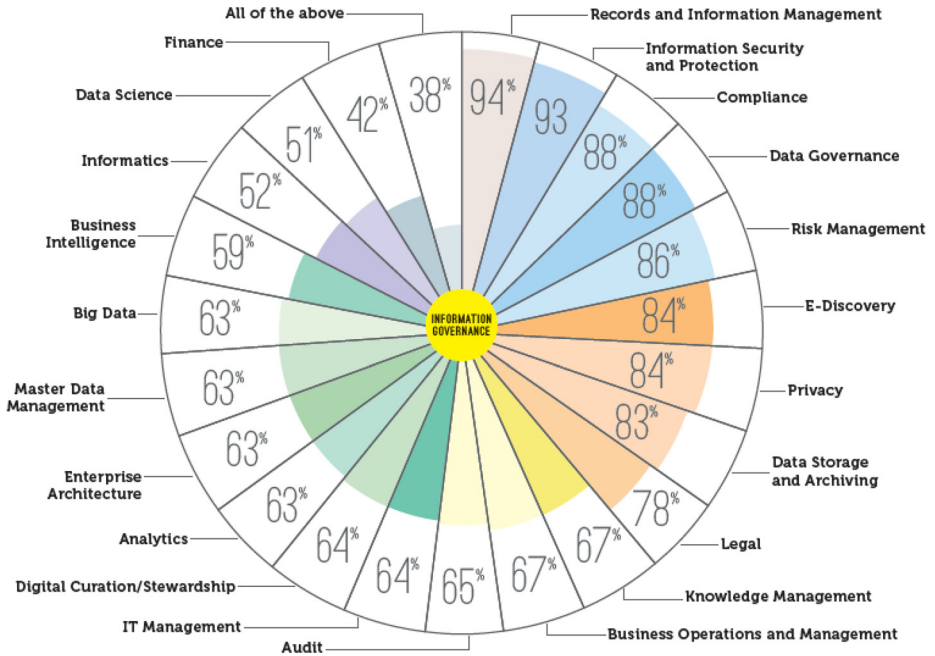 All of the above
Records and Information Management
Finance
Information Security
and Protection
Data Science
Compliance
Informatics
Data Governance
Business
Intelligence
Risk Management
Big Data
E-Discovery
Master Data
Management
Privacy
Enterprise
Architecture
Data Storage
and Archiving
Analytics
Legal
Digital Curation/Stewardship
Knowledge Management
IT Management
Business Operations and Management
Audit
94%
93
88%
88%
86%
84%
84%
83%
78%
67%
67%
65%
64%
64%
63%
63%
63%
63%
59%
52%
51%
42%
38%
INFORMATION
GOVERNANCE